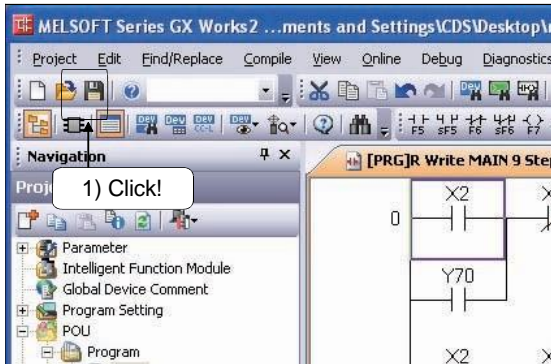 MELSOFT Series GX Works2 ...ments and Settings\CDS\Desktop\
Project Edit Find/Replace Compile View Online Debug Diagnostics
F5 sF5 F6 sF6 F7
Navigation
[PRG]R Write MAIN 9 Ste
1) Click!
X2
0
Parameter
Intelligent Function Module
Global Device Comment
Y70
Program Setting
POU
Program
X2